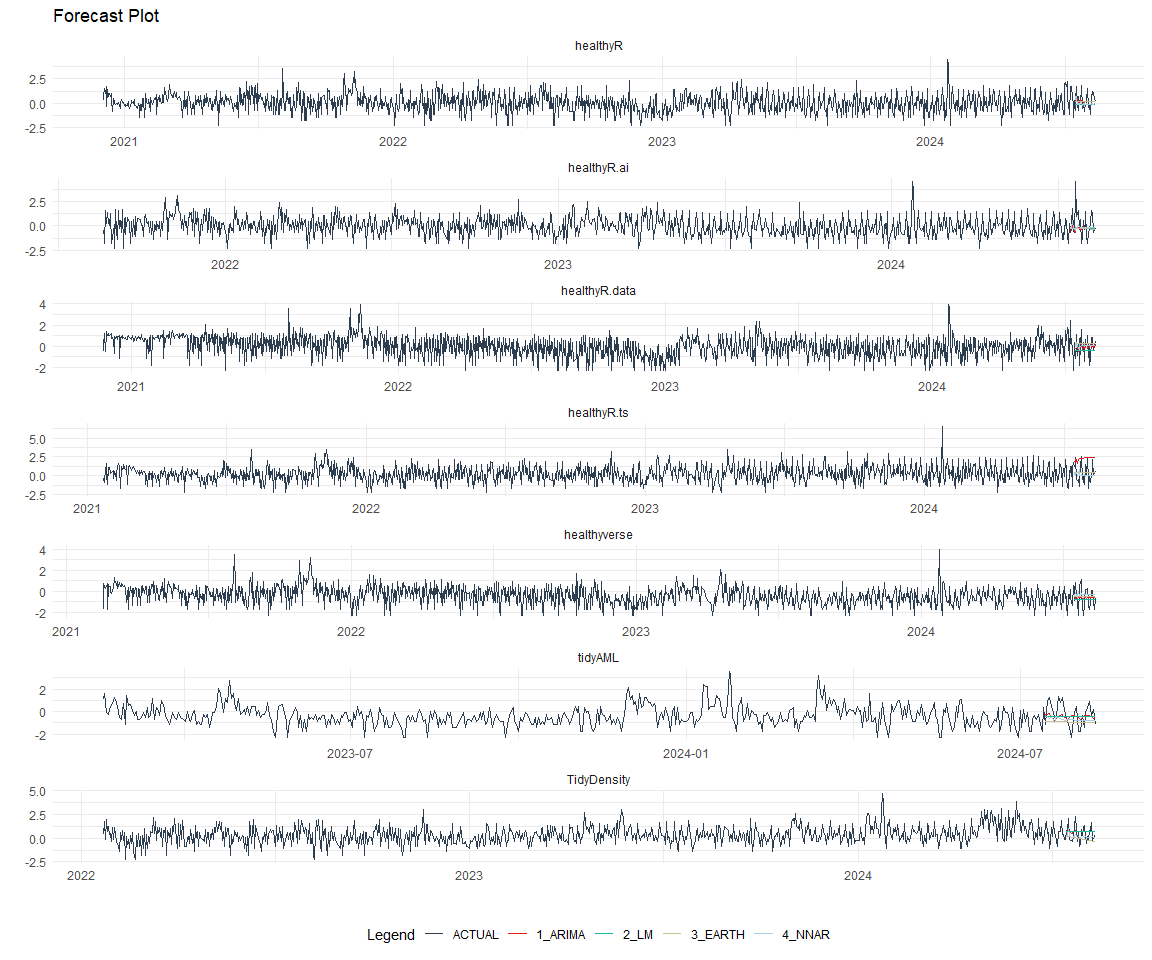 Forecast Plot
healthyR
2.5
0.0
-2.5
2021 2022 2023 2024
healthyR.ai
2.5
0.0
-2.5
2022 2023 2024
healthyR.data
4
2
0
-2
2021 2022 2023 2024
healthyR.ts
5.0
2.5
0.0
-2.5
2021 2022 2023 2024
healthyverse
4
2
0
-2
2021 2022 2023 2024
tidyAML
2
0
-2
2023-07 2024-01 2024-07
TidyDensity
5.0
2.5
0.0
-2.5
2022 2023 2024
Legend ACTUAL 1_ARIMA 2_LM 3_EARTH 4_NNAR